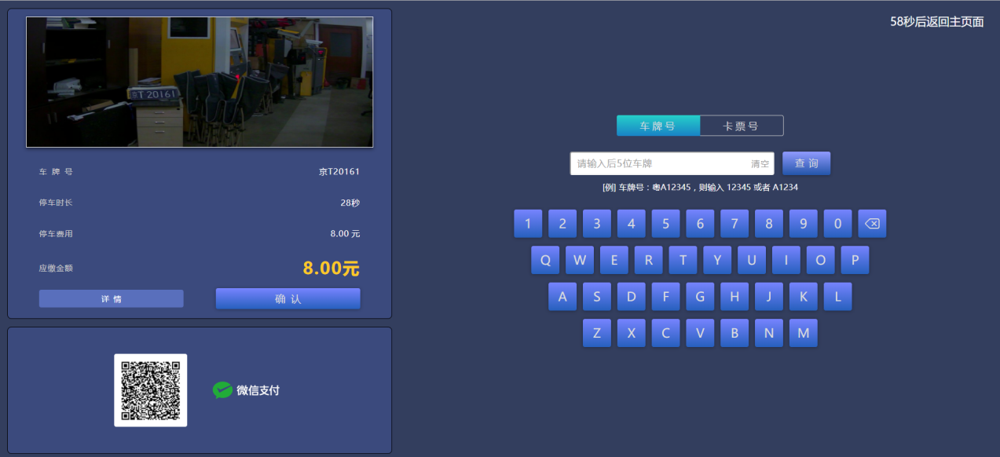 58秒后返回主页面
京T 20161
车牌号 京T20161
停车时长 28秒
停车费用 8.00 元
应缴金额 8.00元
详情 确认
微信支付
车牌号 卡票号
请输入后5位车牌 清空 查询
[例] 车牌号：粤A12345，则输入 12345 或者 A1234
1 2 3 4 5 6 7 8 9 0
Q W E R T Y U I O P
A S D F G H J K L
Z X C V B N M